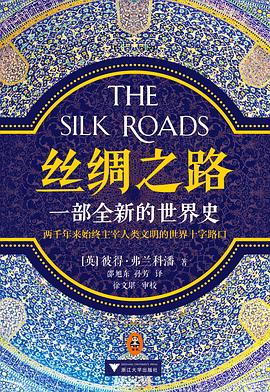 THE
SILK ROADS
丝绸之路
一部全新的世界史
两千年来始终主宰人类文明的世界十字路口
[英]彼得·弗兰科潘 著
邵旭东 孙芳 译
徐文堪 审校
浙江大学出版社